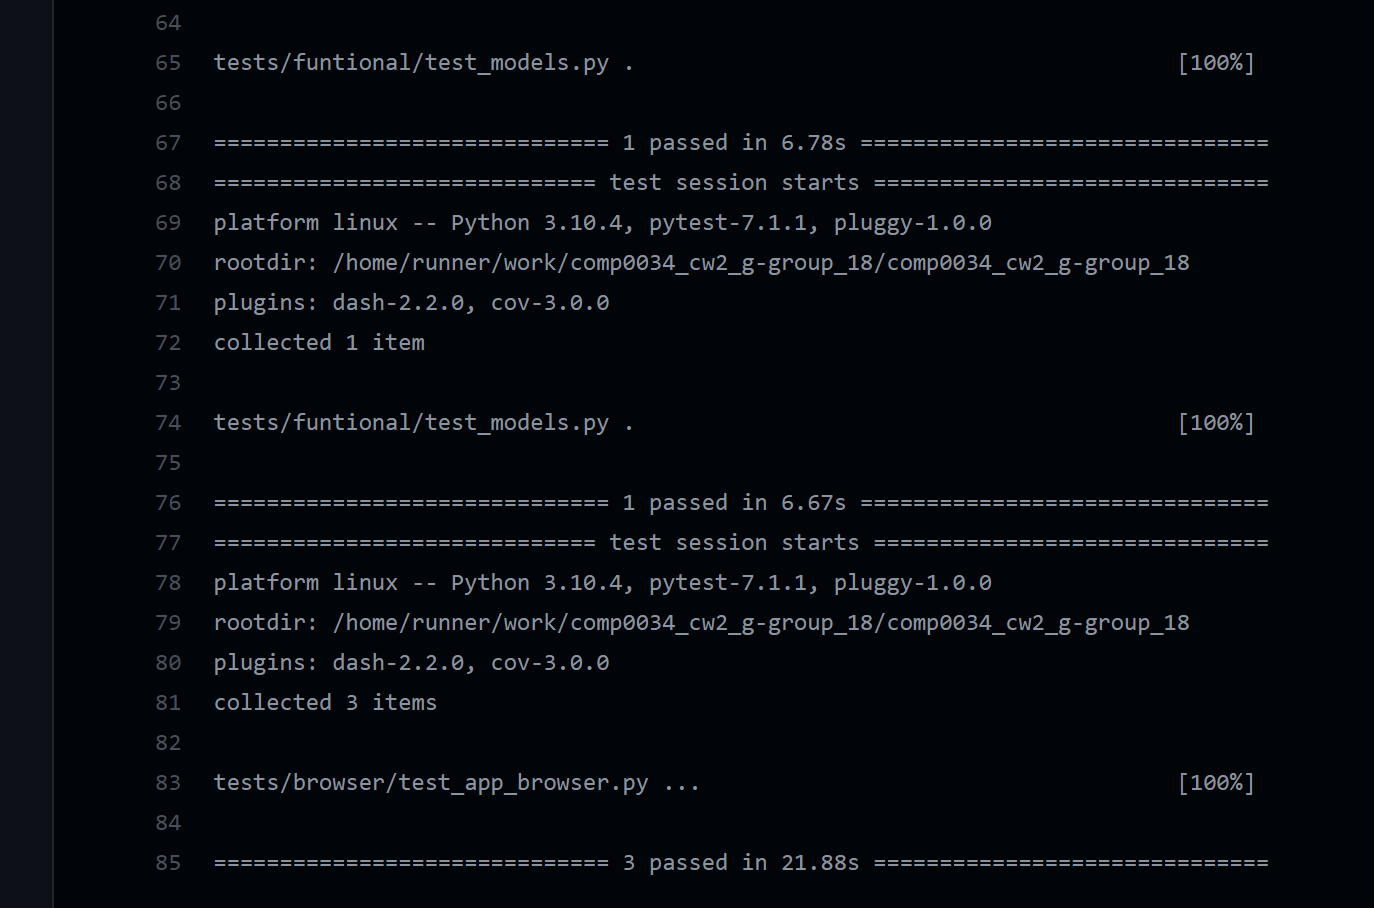 64
65 tests/funtional/test_models.py . [100%]
66
67 ============================== 1 passed in 6.78s ===============================
68 ============================= test session starts ==============================
69 platform linux -- Python 3.10.4, pytest-7.1.1, pluggy-1.0.0
70 rootdir: /home/runner/work/comp0034_cw2_g-group_18/comp0034_cw2_g-group_18
71 plugins: dash-2.2.0, cov-3.0.0
72 collected 1 item
73
74 tests/funtional/test_models.py . [100%]
75
76 ============================== 1 passed in 6.67s ===============================
77 ============================= test session starts ==============================
78 platform linux -- Python 3.10.4, pytest-7.1.1, pluggy-1.0.0
79 rootdir: /home/runner/work/comp0034_cw2_g-group_18/comp0034_cw2_g-group_18
80 plugins: dash-2.2.0, cov-3.0.0
81 collected 3 items
82
83 tests/browser/test_app_browser.py ... [100%]
84
85 ============================== 3 passed in 21.88s ==============================